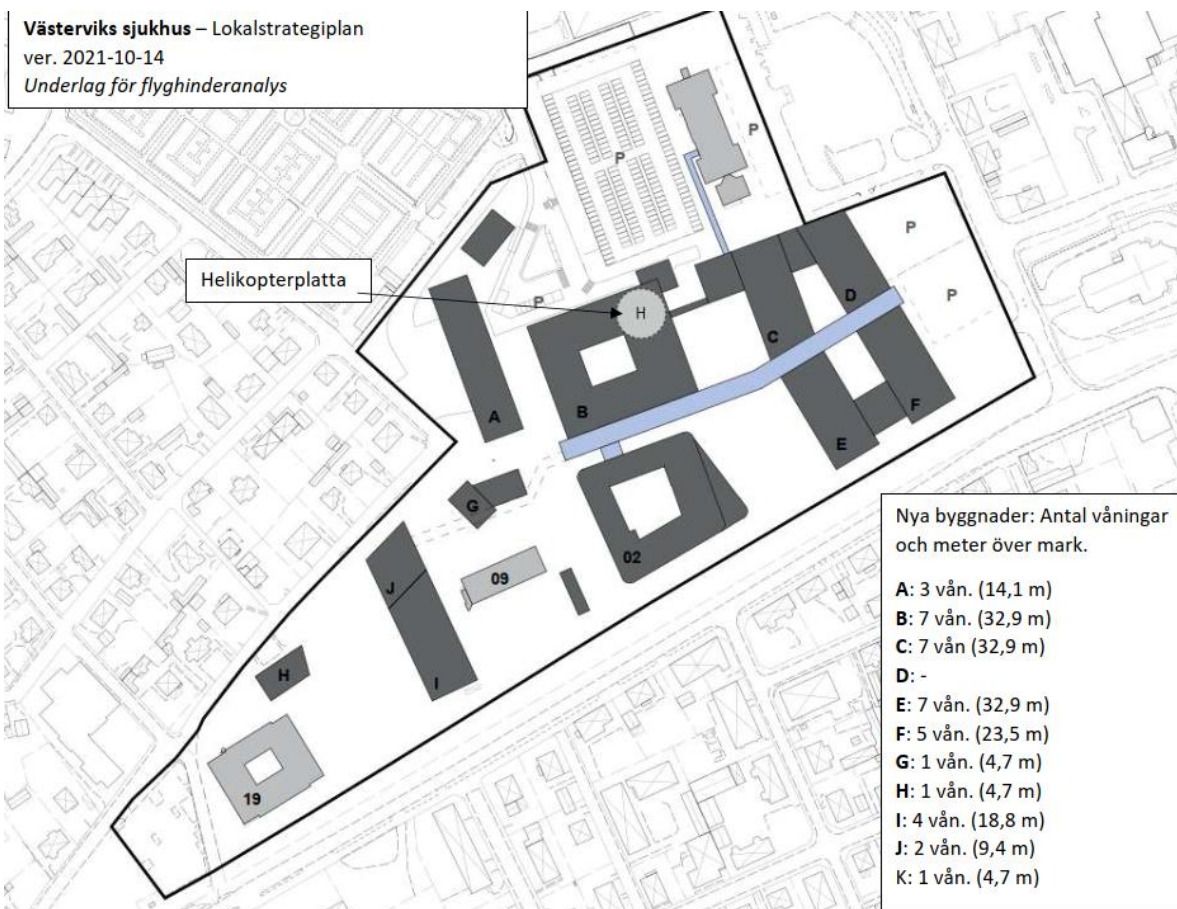 Västerviks sjukhus – Lokalstrategiplan
ver. 2021-10-14
Underlag för flyghinderanalys
P
P
Helikopterplatta
P
P
P
H
D
C
A
B
F
E
G
02
J
09
H
I
19
Nya byggnader: Antal våningar
och meter över mark.
A: 3 vån. (14,1 m)
B: 7 vån. (32,9 m)
C: 7 vån (32,9 m)
D: -
E: 7 vån. (32,9 m)
F: 5 vån. (23,5 m)
G: 1 vån. (4,7 m)
H: 1 vån. (4,7 m)
I: 4 vån. (18,8 m)
J: 2 vån. (9,4 m)
K: 1 vån. (4,7 m)